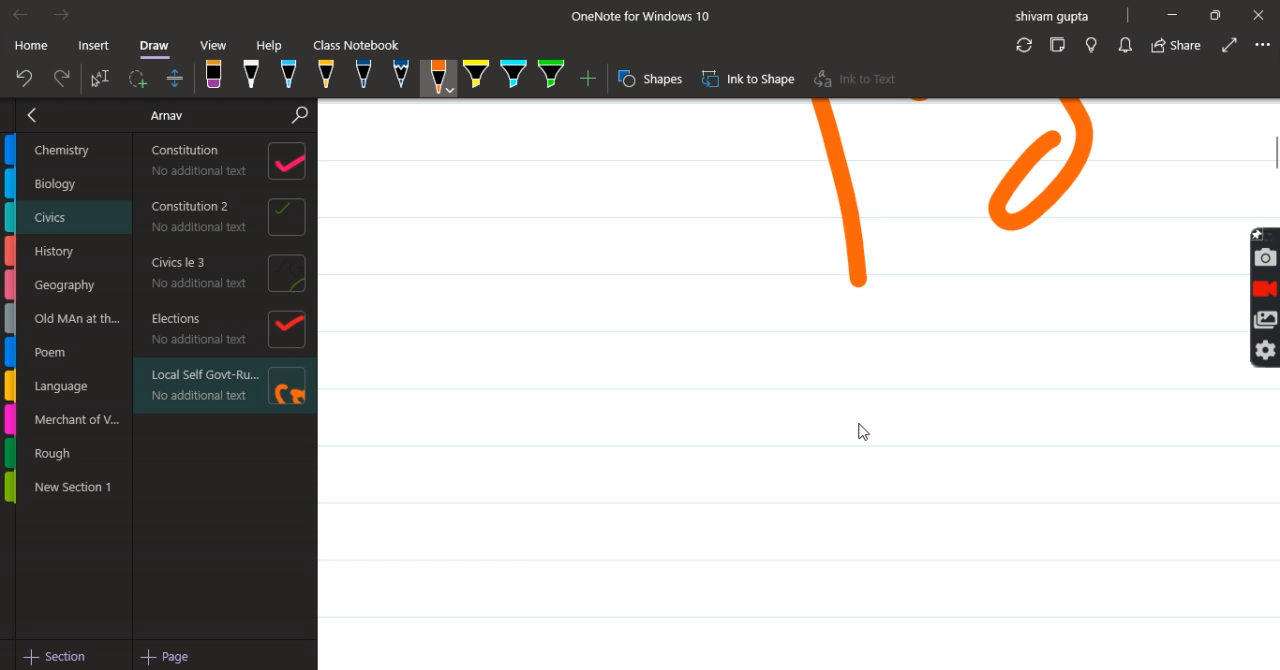 OneNote for Windows 10
shivam gupta
Home Insert Draw View Help Class Notebook
Share
Shapes Ink to Shape Ink to Text
Arnav
Chemistry
Biology
Civics
History
Geography
Old MAn at th...
Poem
Language
Merchant of V...
Rough
New Section 1
Section
Constitution
No additional text
Constitution 2
No additional text
Civics le 3
No additional text
Elections
No additional text
Local Self Govt-Ru...
No additional text
Page